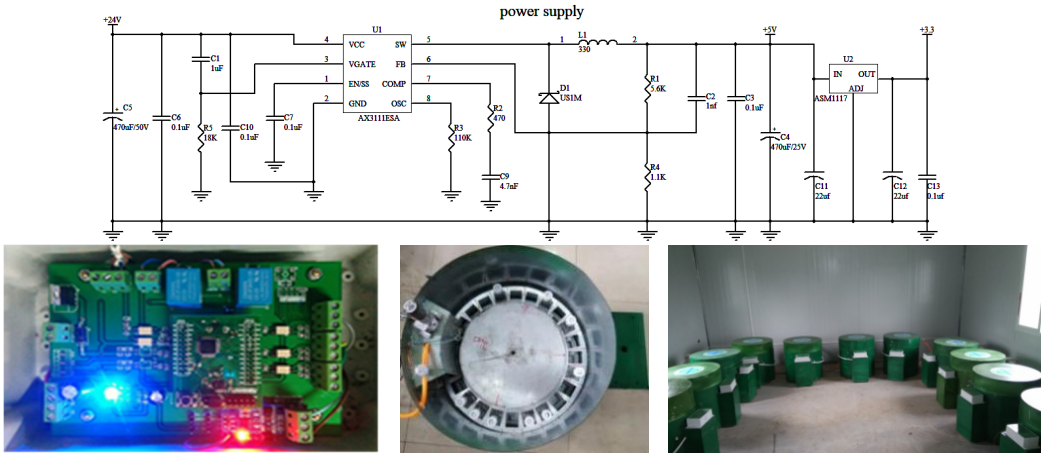 power supply
+24V
U1
VCC
VGATE
EN/SS
GND
SW
FB
COMP
OSC
4
3
1
2
5
6
7
8
AX3111ESA
C1
1uF
C5
470uF/50V
C6
0.1uF
R5
18K
C10
0.1uF
C7
0.1uF
R3
110K
R2
470
C9
4.7nF
1
L1
2
330
D1
US1M
R1
5.6K
R4
1.1K
C2
1nf
C3
0.1uF
+5V
C4
470uF/25V
U2
IN OUT
ADJ
ASM1117
+3.3
C11
22uf
C12
22uf
C13
0.1uf